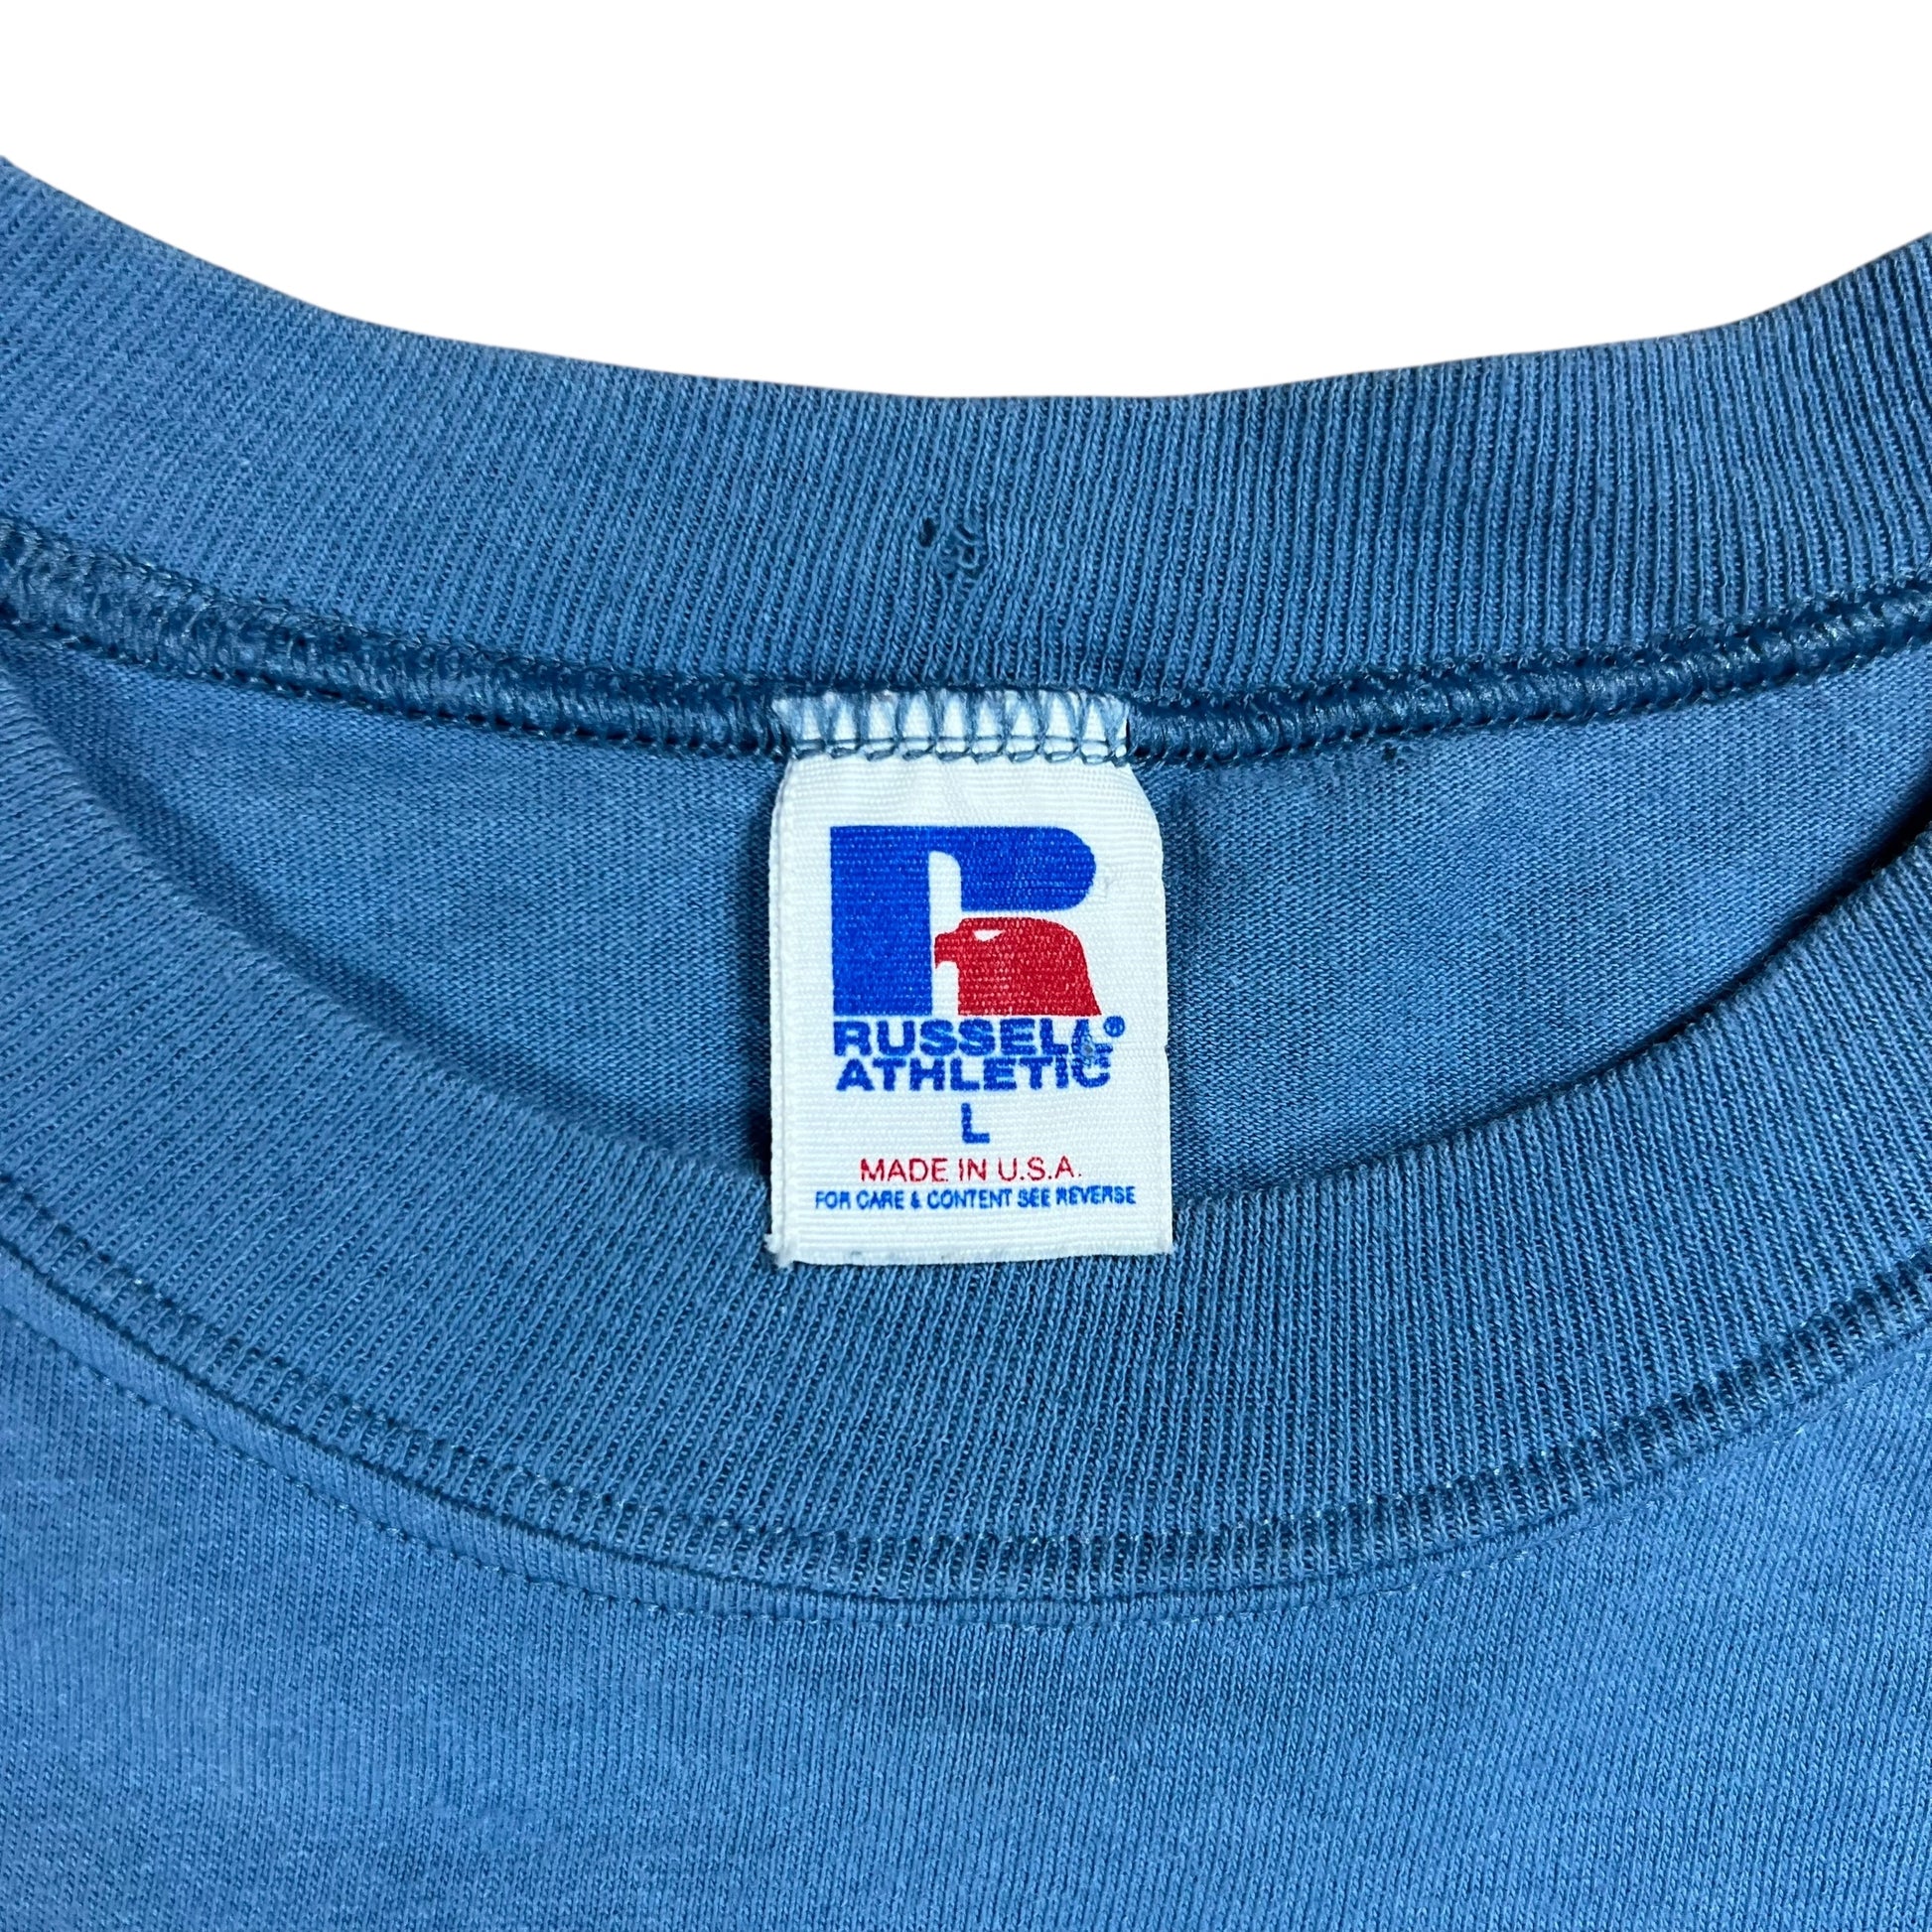 R
RUSSELL®
ATHLETIC
L
MADE IN U.S.A.
FOR CARE & CONTENT SEE REVERSE